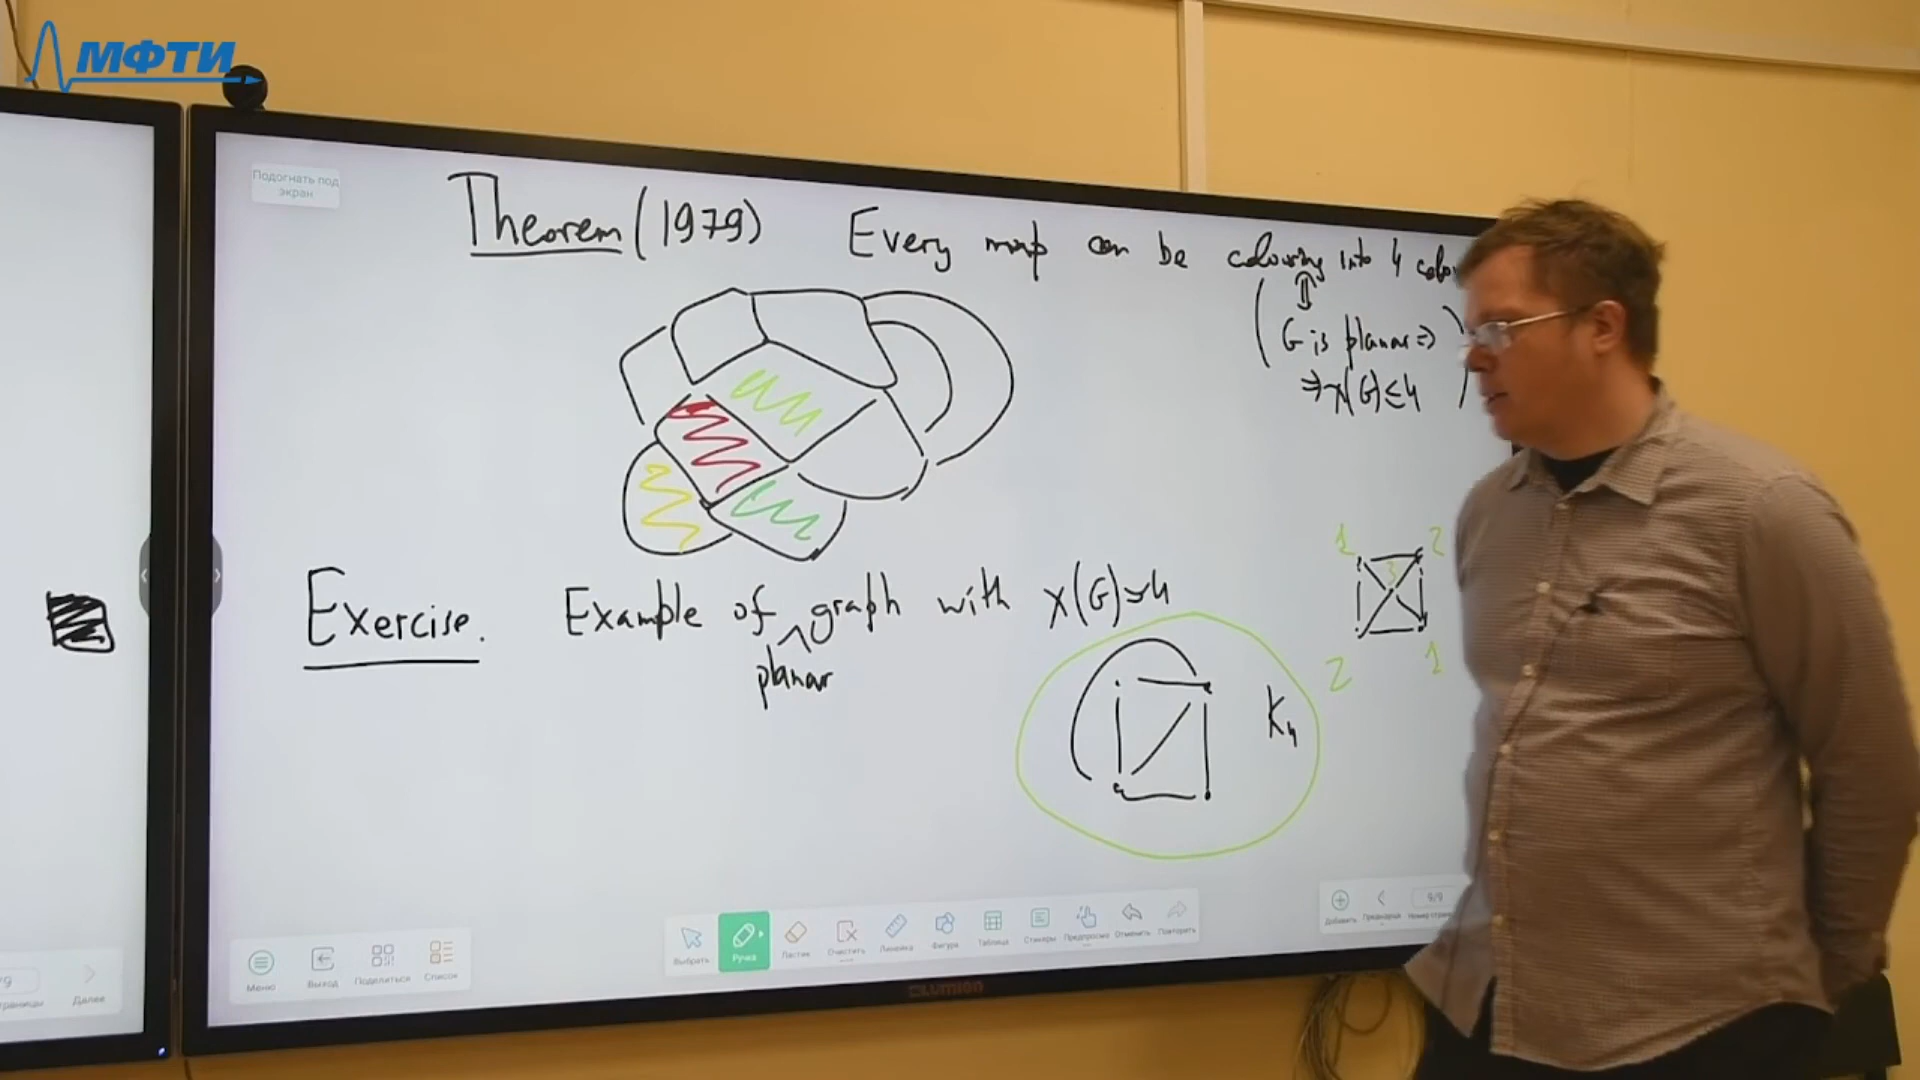 МФТИ
Подогнать под
экран
Theorem (1979) Every map can be colouring into 4
( G is planar ⇒ )
⇒ χ(G) ≤ 4
1 2
3
2 1
Exercise. Example of graph with χ(G)=4
planar
K4
Меню
Выход
Поделиться
Список
Выбрать
Ручка
Ластик
Очистить
Линейка
Фигура
Таблица
Стикеры
Отменить
Повторить
Добавить
9/9
Далее